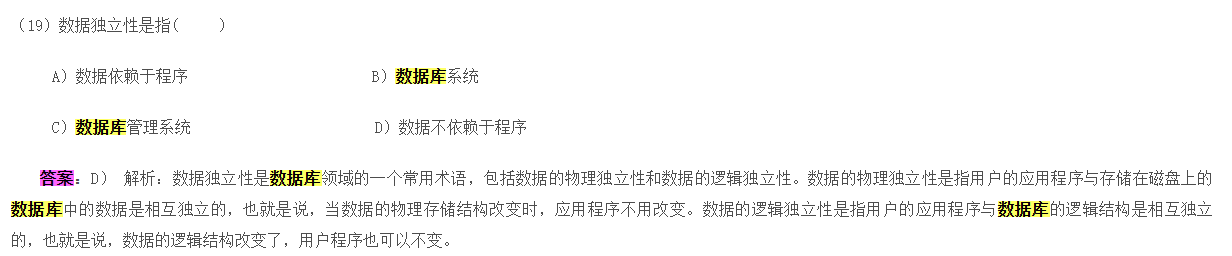 （19）数据独立性是指(     )
A）数据依赖于程序 B）数据库系统
C）数据库管理系统 D）数据不依赖于程序
答案：D） 解析：数据独立性是数据库领域的一个常用术语，包括数据的物理独立性和数据的逻辑独立性。数据的物理独立性是指用户的应用程序与存储在磁盘上的
数据库中的数据是相互独立的，也就是说，当数据的物理存储结构改变时，应用程序不用改变。数据的逻辑独立性是指用户的应用程序与数据库的逻辑结构是相互独立
的，也就是说，数据的逻辑结构改变了，用户程序也可以不变。